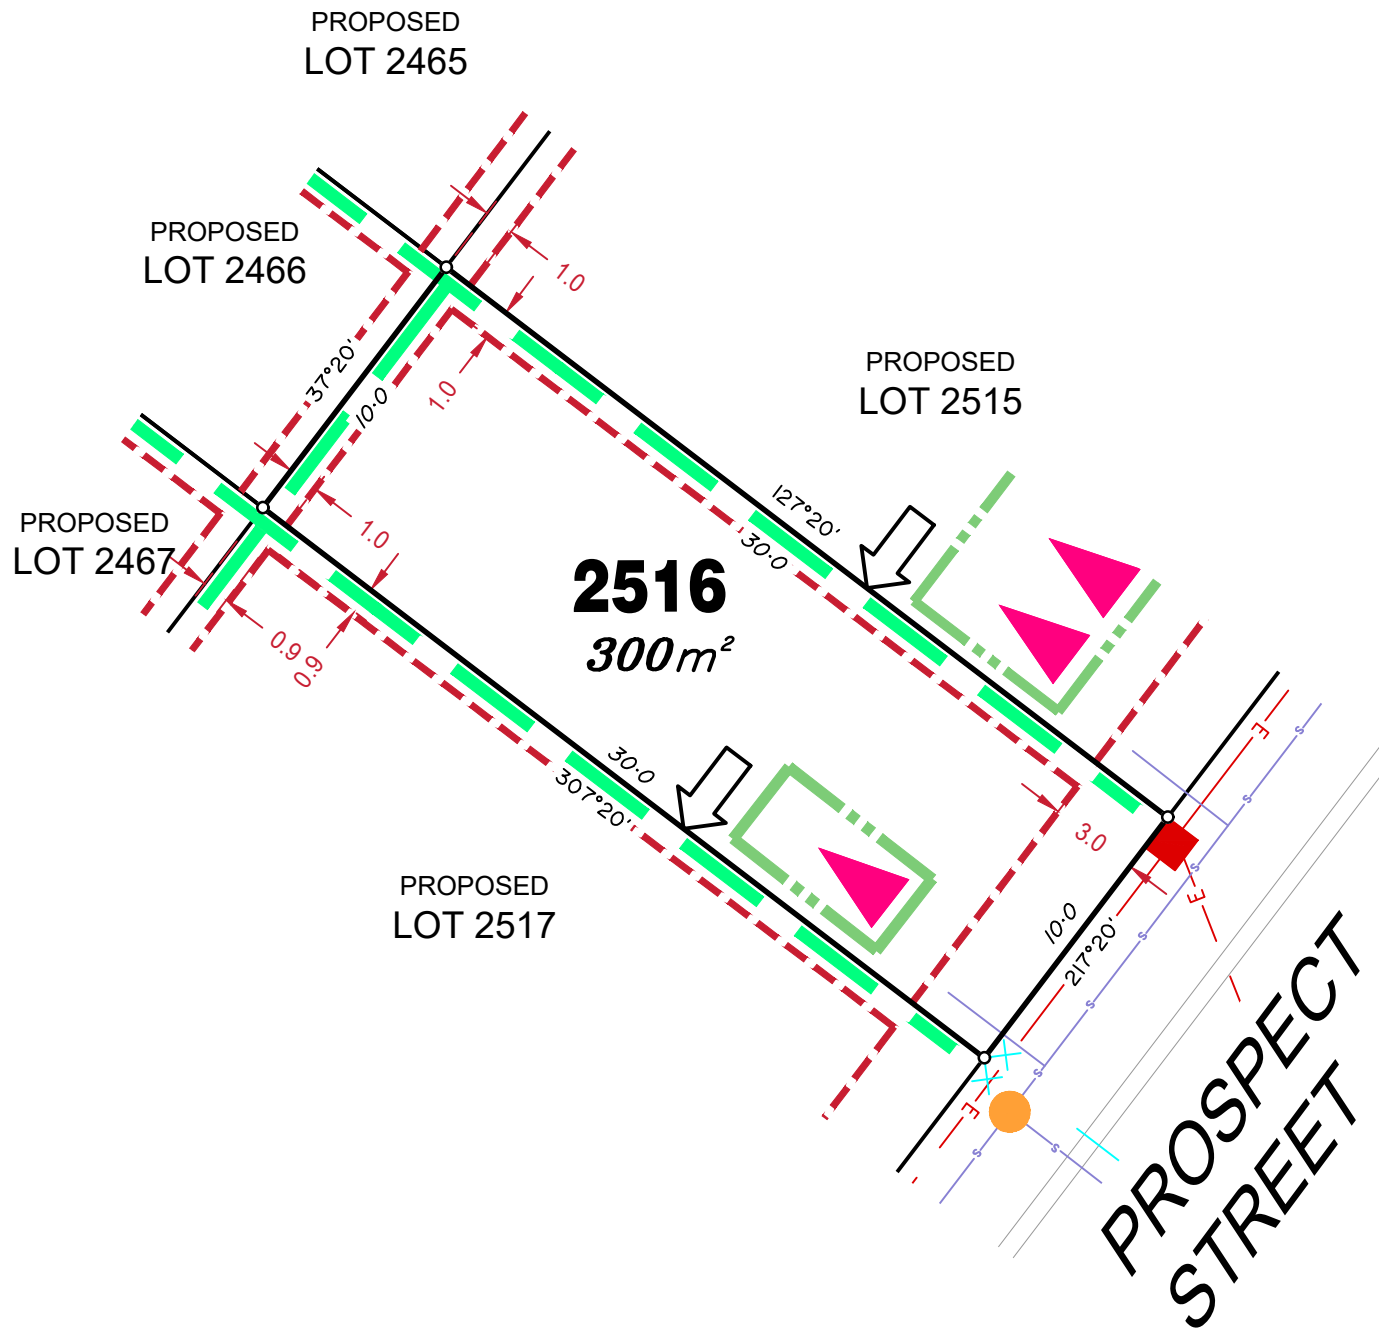 PROPOSED
LOT 2465
PROPOSED
LOT 2466
1.0
37°20'
10·0
1.0
PROPOSED
LOT 2515
127°20'
30·0
PROPOSED
LOT 2467
1.0
2516
300m²
0.9
0.9
30·0
307°20'
E
s
s
3.0
s
E
PROPOSED
LOT 2517
10·0
217°20'
s
s
s
E
s
s
PROSPECT
STREET